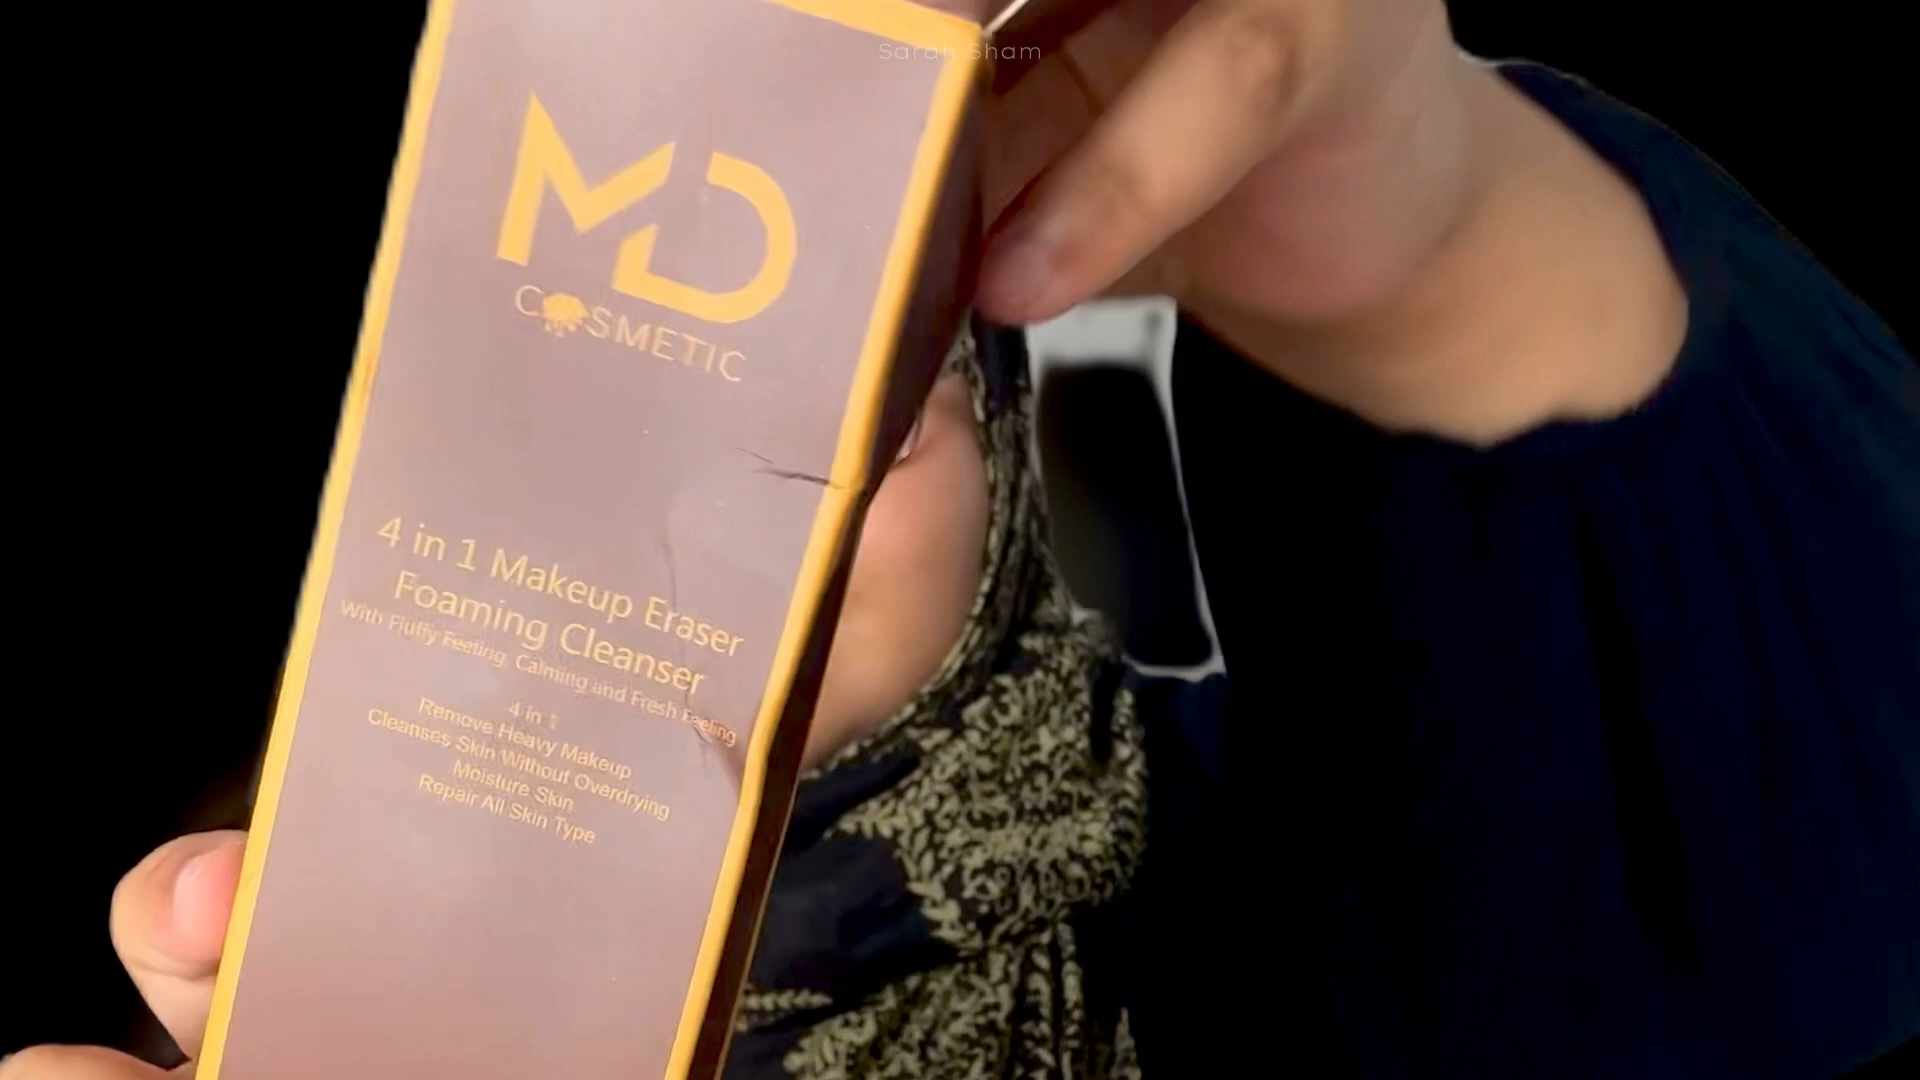 Sarah Sham
MD
COSMETIC
4 in 1 Makeup Eraser
Foaming Cleanser
With Fluffy Feeling, Calming and Fresh Feeling
4 in 1
Remove Heavy Makeup
Cleanses Skin Without Overdrying
Moisture Skin
Repair All Skin Type